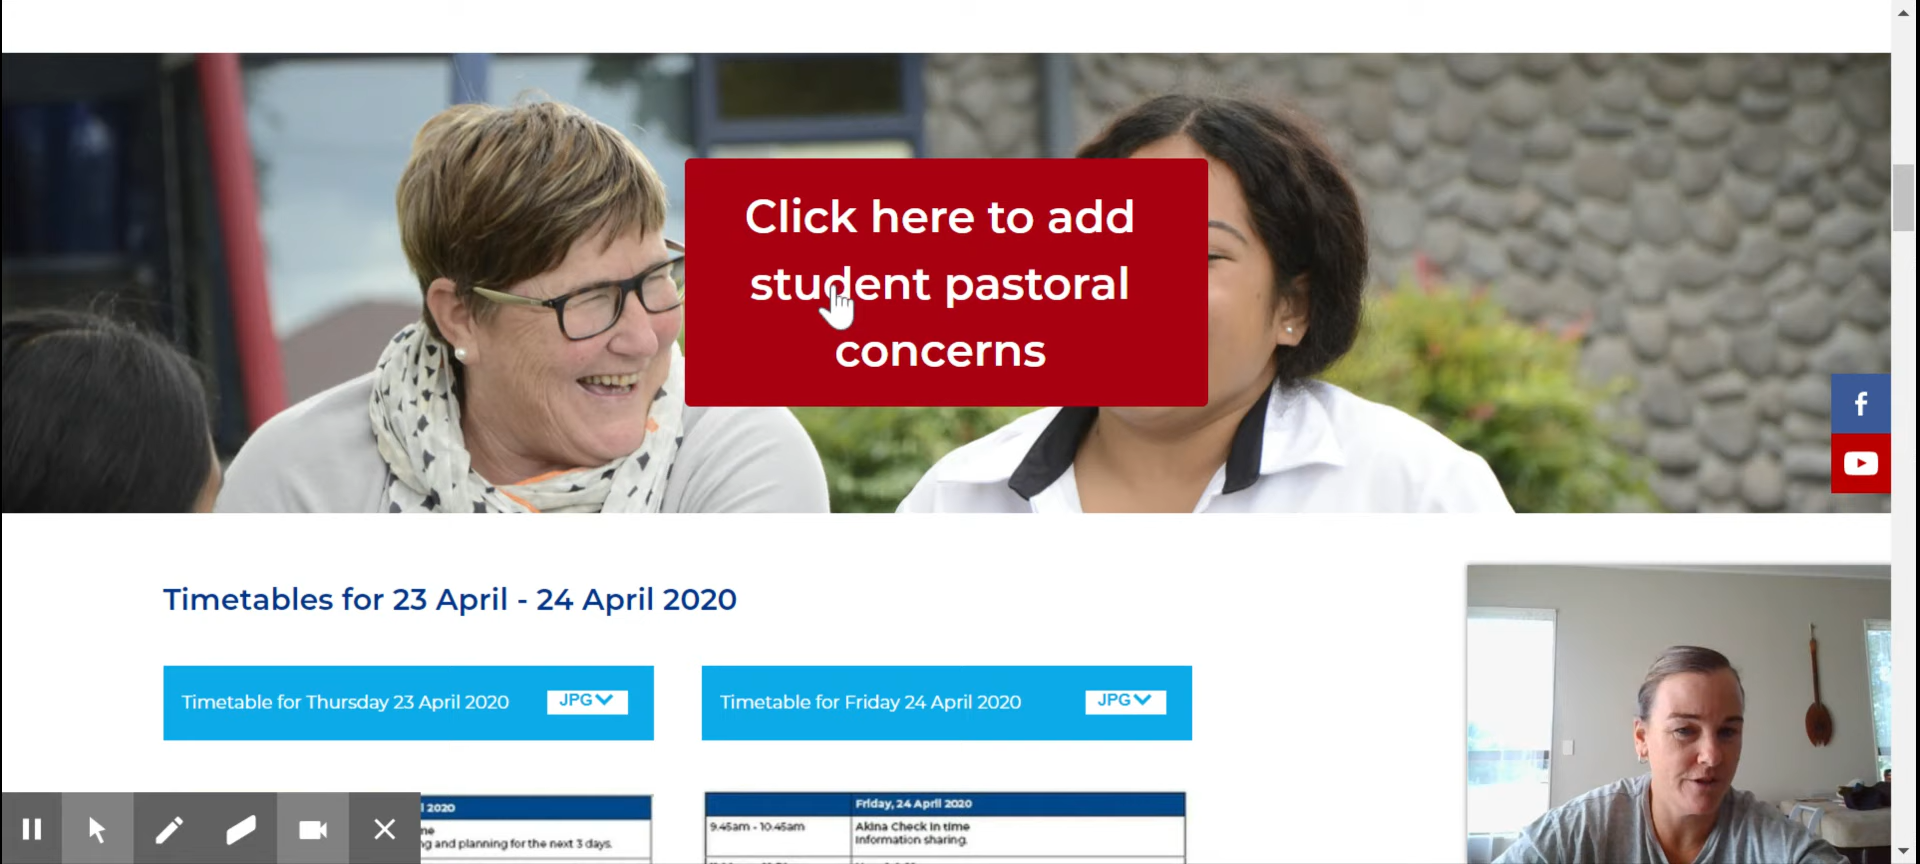 Click here to add
student pastoral
concerns
f
Timetables for 23 April - 24 April 2020
Timetable for Thursday 23 April 2020 JPG
Timetable for Friday 24 April 2020 JPG
2020
ng and planning for the next 3 days.
Friday, 24 April 2020
9.45am - 10.45am Akina Check in time
Information sharing.